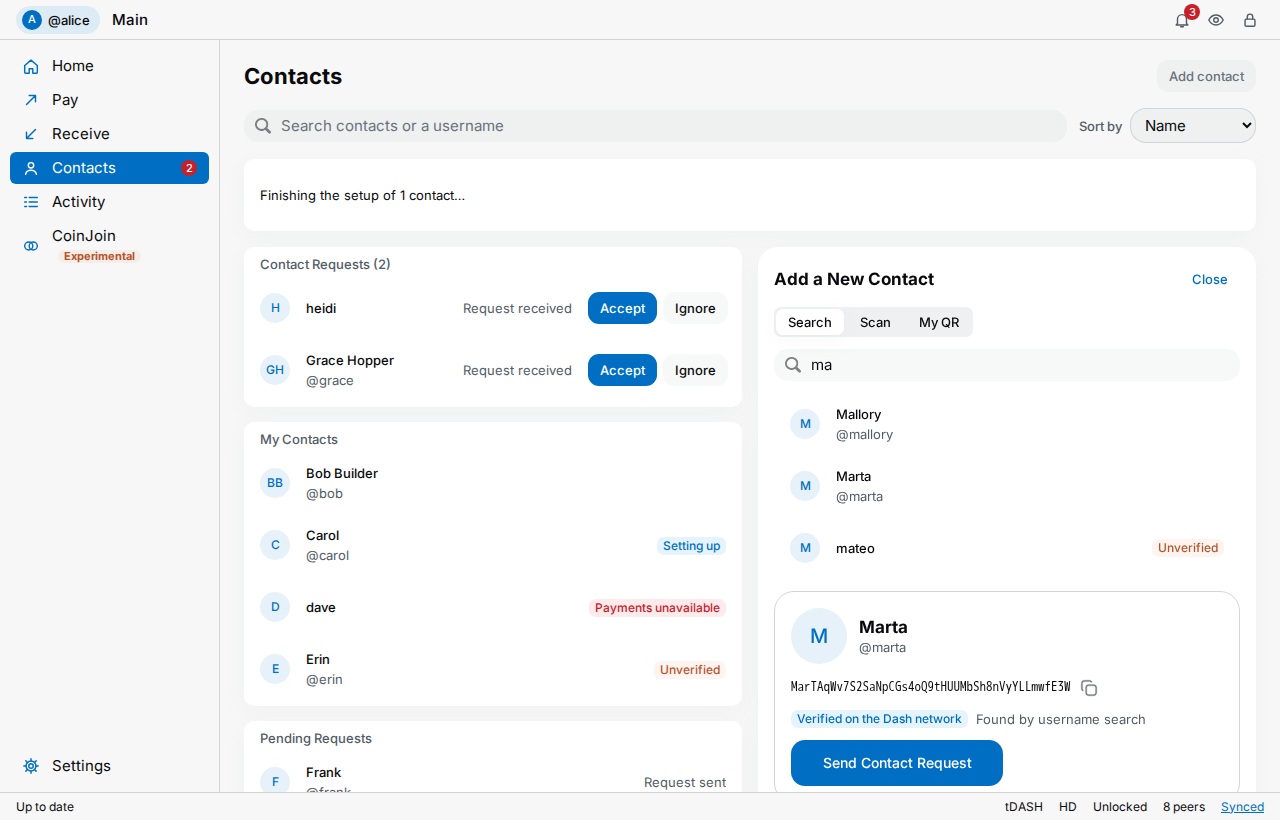 A @alice Main 3
Home
Pay
Receive
Contacts 2
Activity
CoinJoin
Experimental
Settings
Contacts
Add contact
Search contacts or a username
Sort by Name
Finishing the setup of 1 contact...
Contact Requests (2)
H heidi Request received Accept Ignore
GH Grace Hopper
@grace
Request received Accept Ignore
My Contacts
BB Bob Builder
@bob
C Carol
@carol
Setting up
D dave Payments unavailable
E Erin
@erin
Unverified
Pending Requests
F Frank
@frank
Request sent
Add a New Contact Close
Search Scan My QR
ma
M Mallory
@mallory
M Marta
@marta
M mateo Unverified
M Marta
@marta
MarTAqWv7S2SaNpCGs4oQ9tHUUMbSh8nVyYLLmwfE3W
Verified on the Dash network Found by username search
Send Contact Request
Up to date tDASH HD Unlocked 8 peers Synced